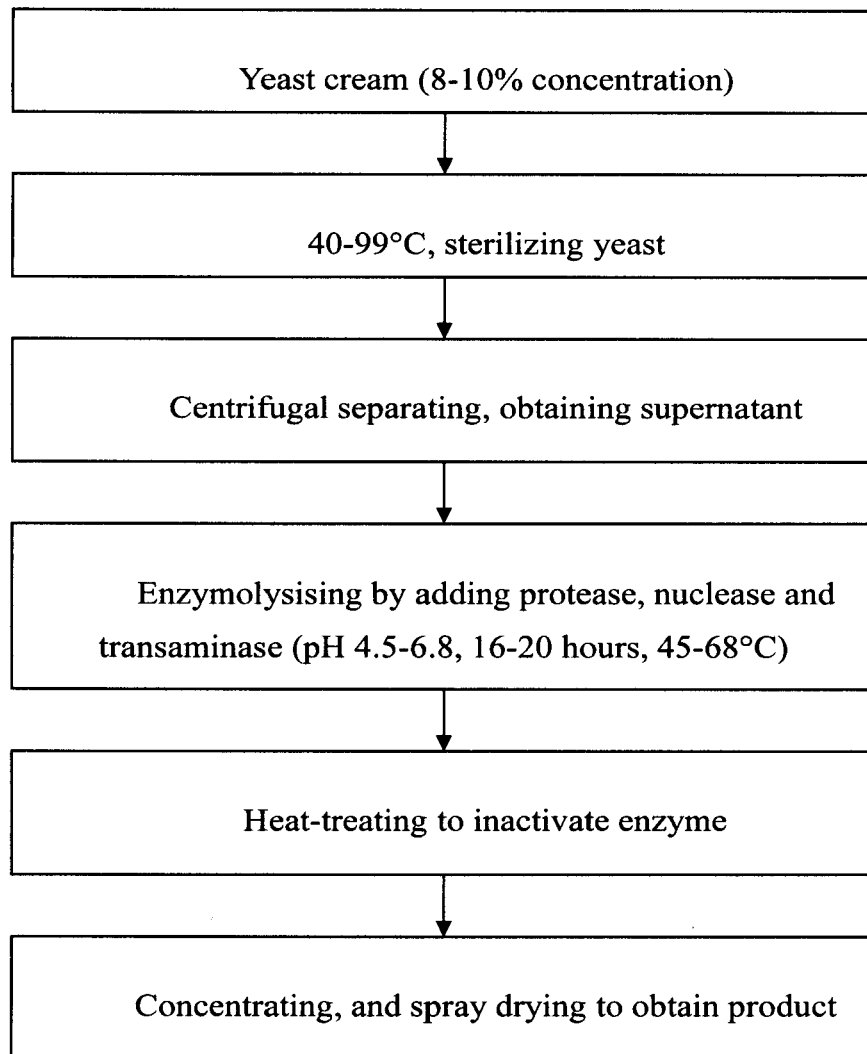 Yeast cream (8-10% concentration)
40-99°C, sterilizing yeast
Centrifugal separating, obtaining supernatant
Enzymolysising by adding protease, nuclease and
transaminase (pH 4.5-6.8, 16-20 hours, 45-68°C)
Heat-treating to inactivate enzyme
Concentrating, and spray drying to obtain product